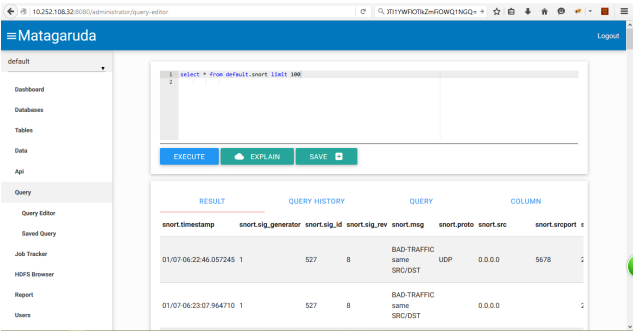 10.252.108.32:8080/administrator/query-editor
Matagaruda
Logout
default
Dashboard
Databases
Tables
Data
Api
Query
Query Editor
Saved Query
Job Tracker
HDFS Browser
Report
Users
1 select * from default.snort limit 100
2
EXECUTE EXPLAIN SAVE
RESULT QUERY HISTORY QUERY COLUMN
snort.timestamp snort.sig_generator snort.sig_id snort.sig_rev snort.msg snort.proto snort.src snort.srcport s
01/07-06:22:46.057245 1 527 8 BAD-TRAFFIC same SRC/DST UDP 0.0.0.0 5678 2
01/07-06:23:07.964710 1 527 8 BAD-TRAFFIC same SRC/DST 0.0.0.0 2